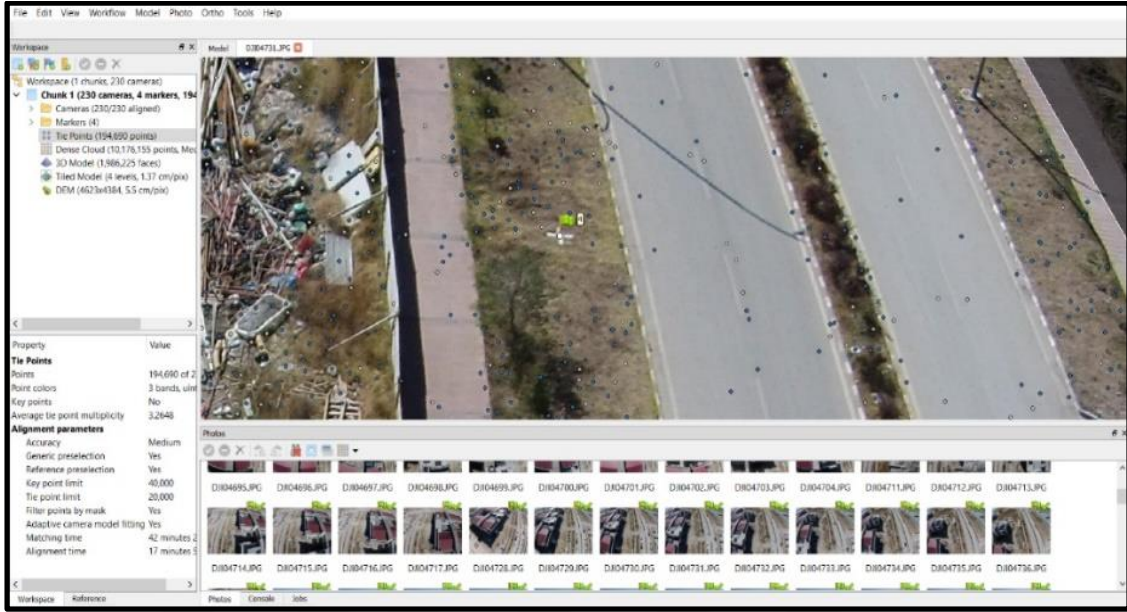 File Edit View Workflow Model Photo Ortho Tools Help
Workspace
Model DJI04731.JPG
Workspace (1 chunks, 230 cameras)
Chunk 1 (230 cameras, 4 markers, 194
Cameras (230/230 aligned)
Markers (4)
Tie Points (194,690 points)
Dense Cloud (10,176,155 points, Med
3D Model (1,986,225 faces)
Tiled Model (4 levels, 1.37 cm/pix)
DEM (4623x4384, 5.5 cm/pix)
Property Value
Tie Points
Points 194,690 of 2
Point colors 3 bands, uint
Key points No
Average tie point multiplicity 3.2648
Alignment parameters
Accuracy Medium
Generic preselection Yes
Reference preselection Yes
Key point limit 40,000
Tie point limit 20,000
Filter points by mask Yes
Adaptive camera model fitting Yes
Matching time 42 minutes 2
Alignment time 17 minutes
Workspace Reference
Photos
DJI04695.JPG DJI04696.JPG DJI04697.JPG DJI04698.JPG DJI04699.JPG DJI04700.JPG DJI04701.JPG DJI04702.JPG DJI04703.JPG DJI04704.JPG DJI04711.JPG DJI04712.JPG DJI04713.JPG
DJI04714.JPG DJI04715.JPG DJI04716.JPG DJI04717.JPG DJI04728.JPG DJI04729.JPG DJI04730.JPG DJI04731.JPG DJI04732.JPG DJI04733.JPG DJI04734.JPG DJI04735.JPG DJI04736.JPG
Photos Console Jobs